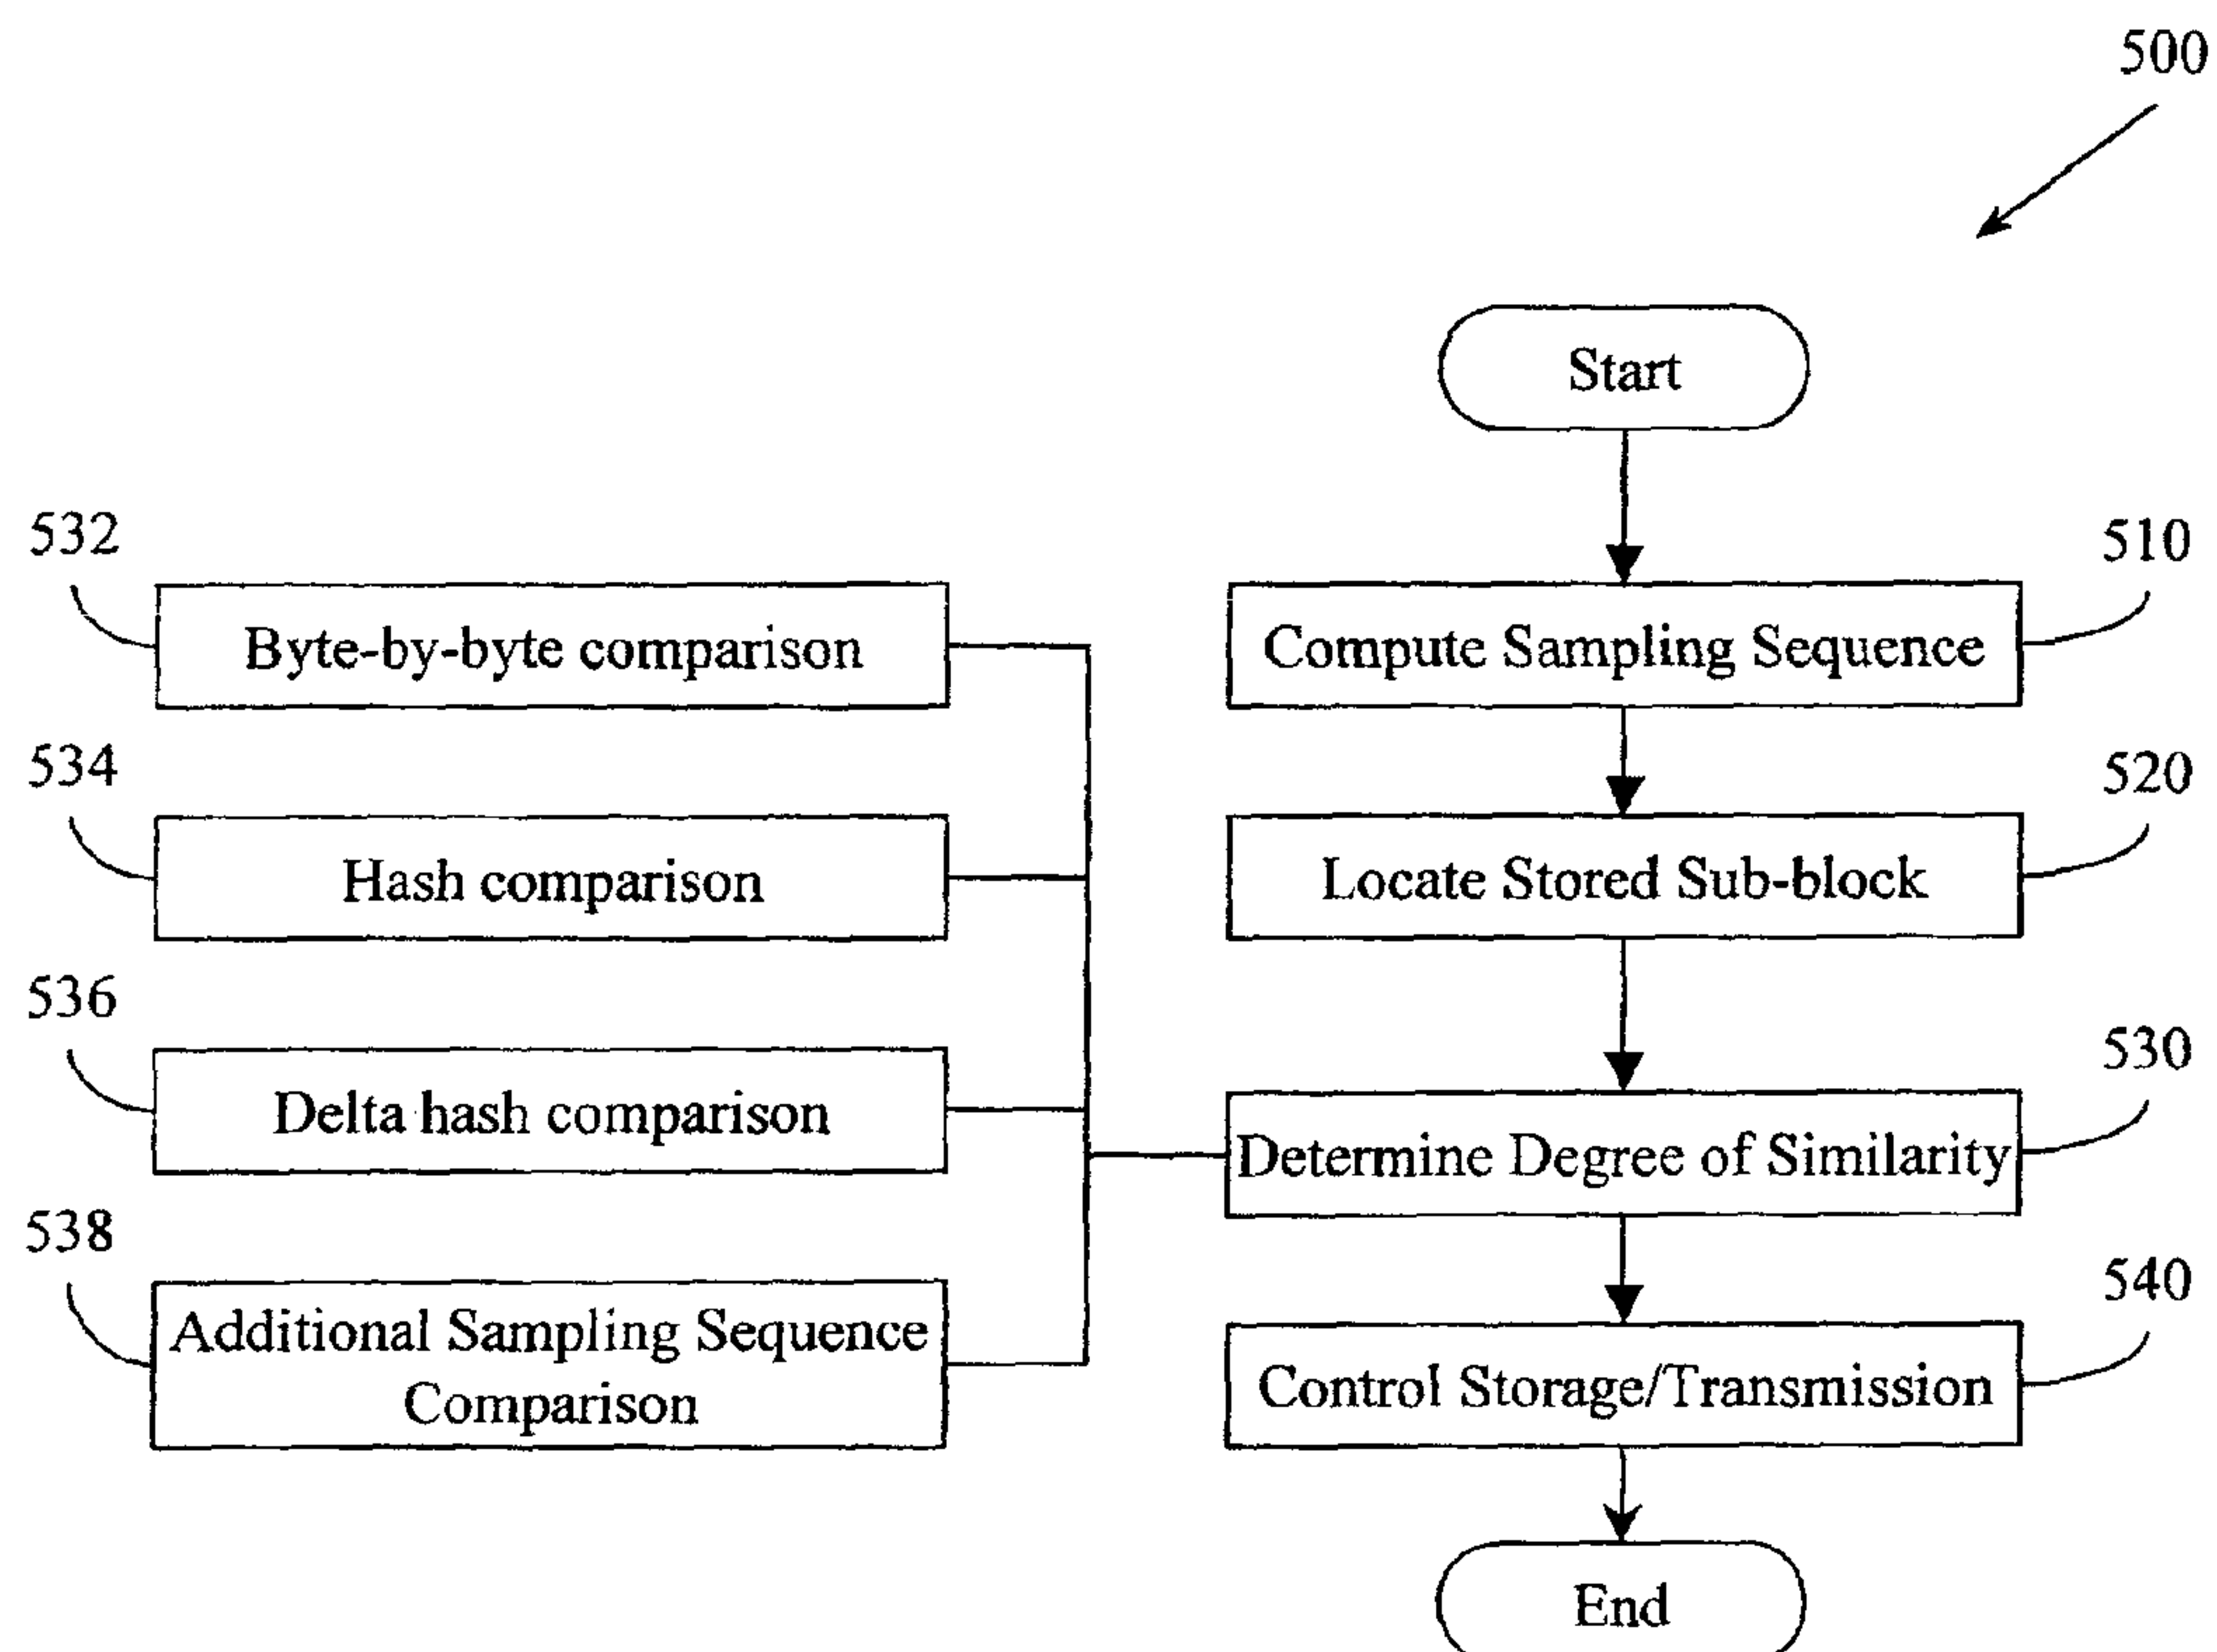 500
Start
532
510
Byte-by-byte comparison
Compute Sampling Sequence
534
520
Hash comparison
Locate Stored Sub-block
536
530
Delta hash comparison
Determine Degree of Similarity
538
540
Additional Sampling Sequence
Comparison
Control Storage/Transmission
End